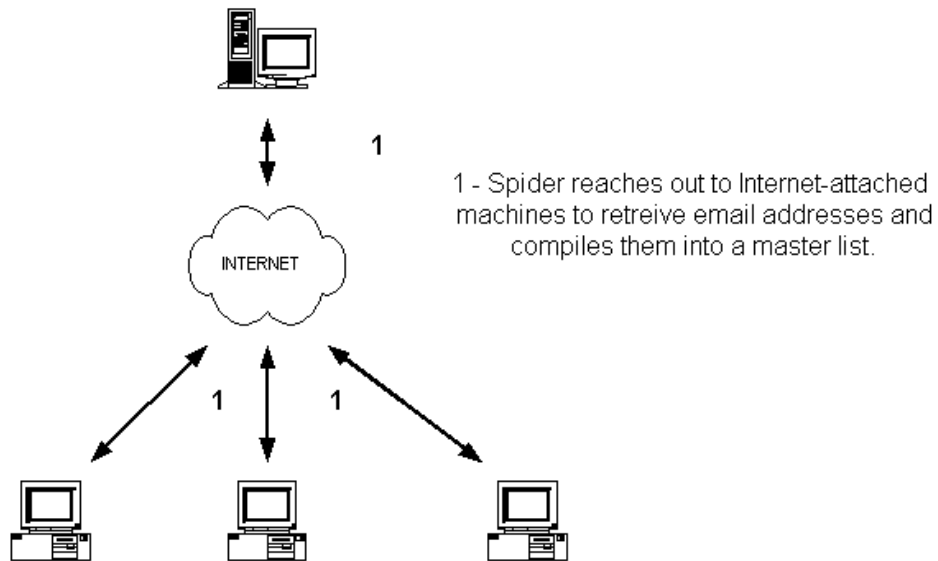 1
1 - Spider reaches out to Internet-attached
machines to retreive email addresses and
compiles them into a master list.
INTERNET
1
1